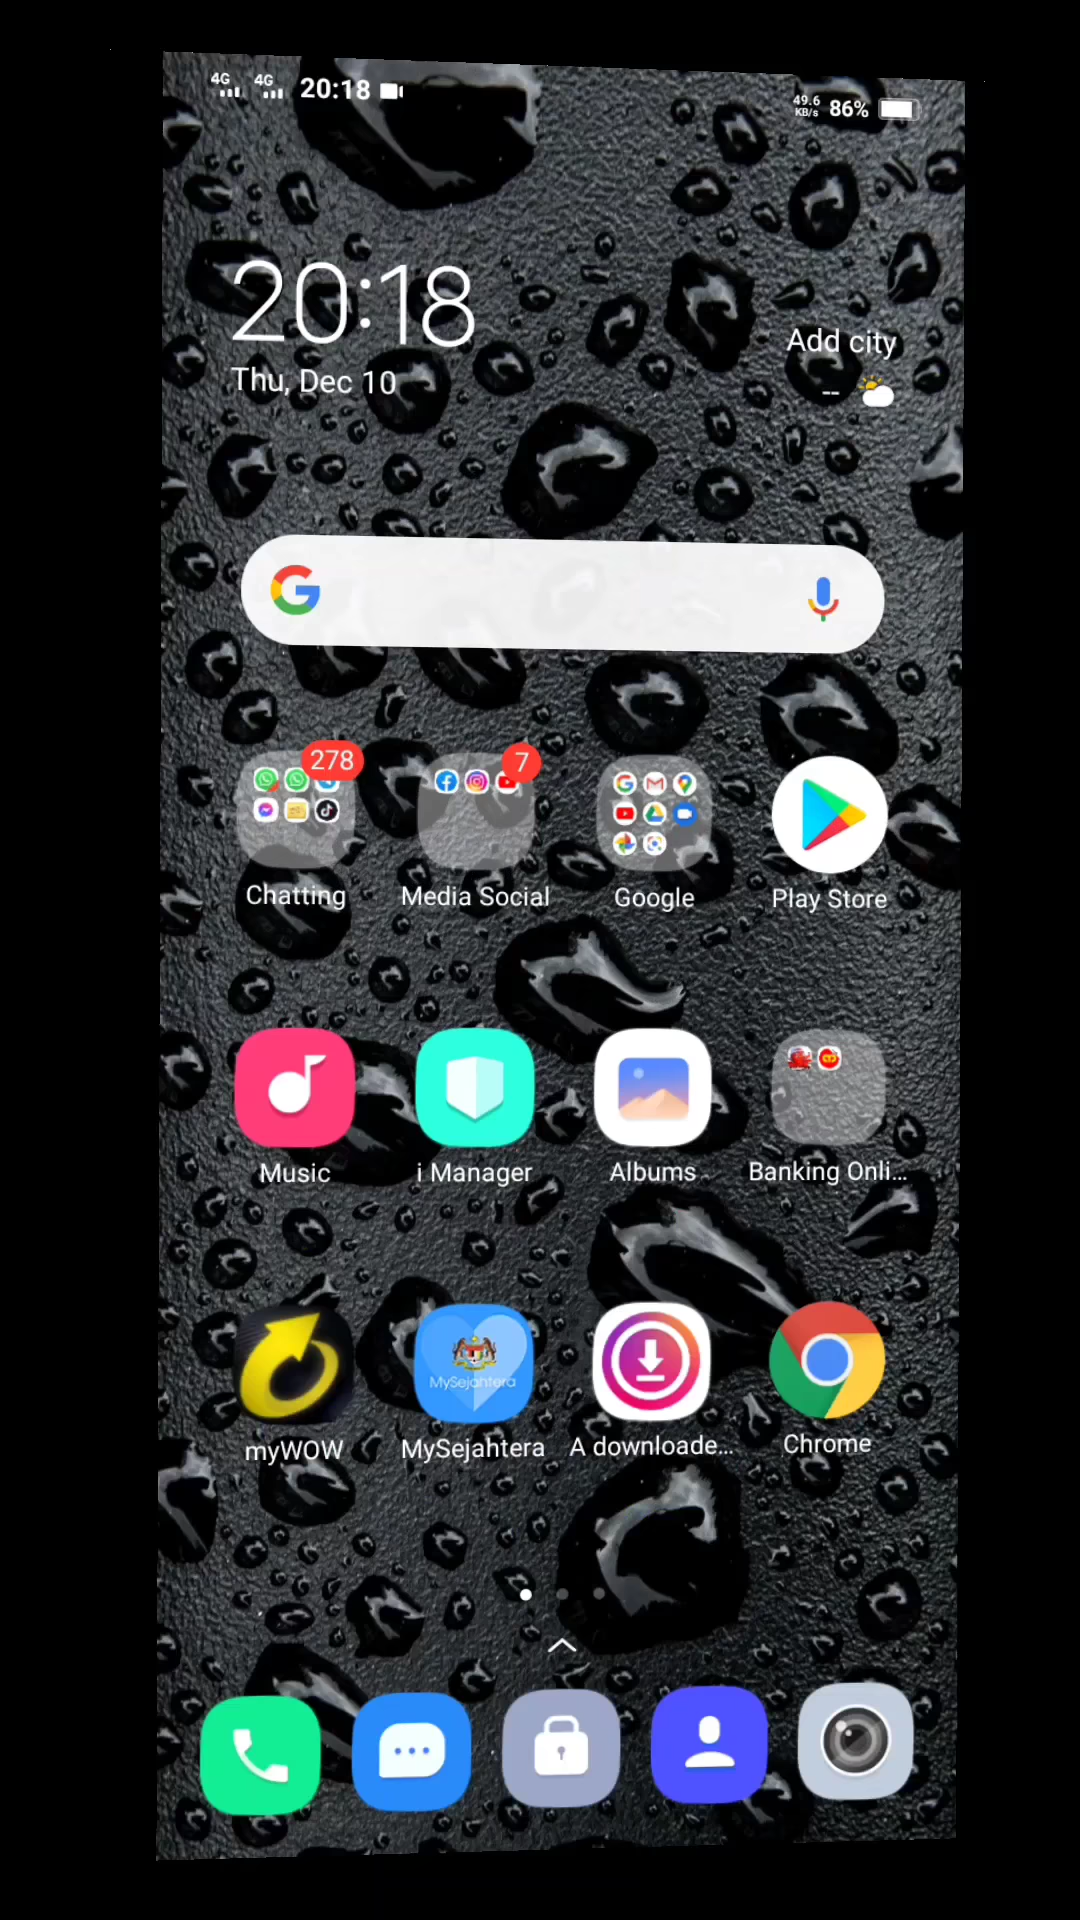 4G 4G 20:18 49.6 KB/s 86%
20:18
Thu, Dec 10
Add city
--
278
7
Chatting Media Social Google Play Store
Music i Manager Albums Banking Onli...
MySejahtera
myWOW MySejahtera A downloade... Chrome